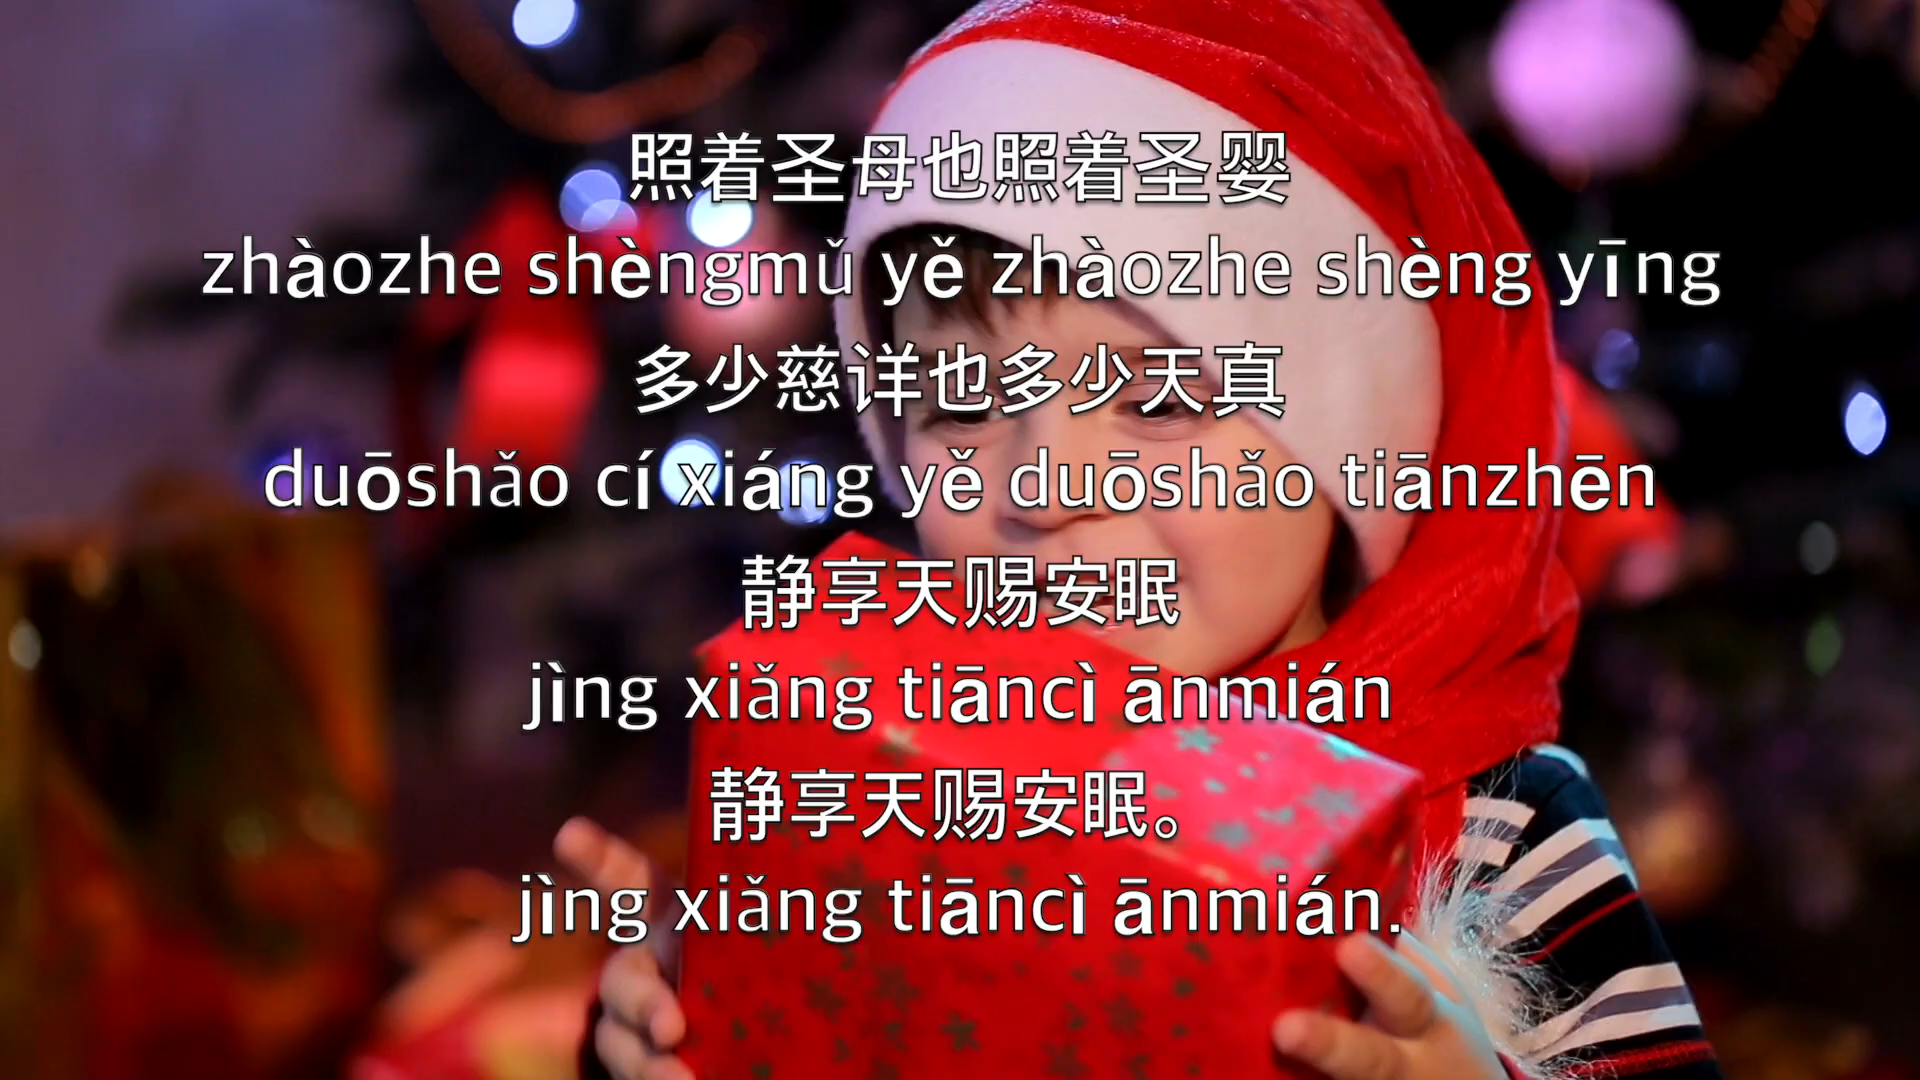 照着圣母也照着圣婴
zhàozhe shèngmǔ yě zhàozhe shèng yīng
多少慈详也多少天真
duōshǎo cí xiáng yě duōshǎo tiānzhēn
静享天赐安眠
jìng xiǎng tiāncì ānmián
静享天赐安眠。
jìng xiǎng tiāncì ānmián.